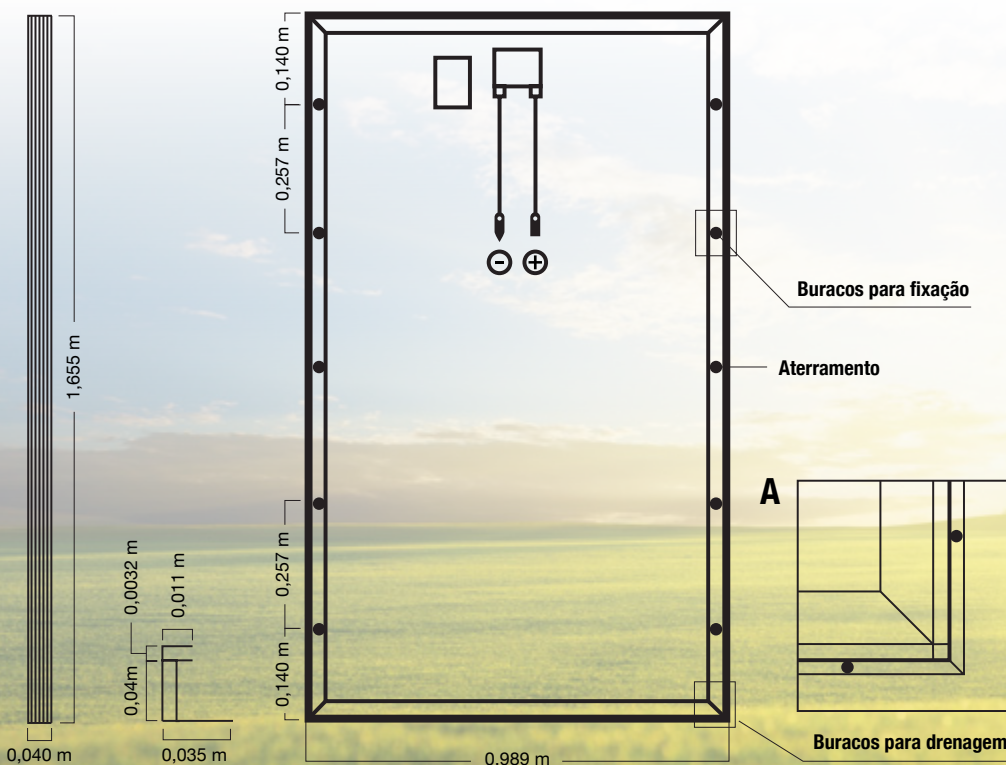 0,140 m
0,257 m
1,655 m
-
+
Buracos para fixação
Aterramento
A
0,257 m
0,140 m
0,0032 m
0,011 m
0,04m
0,040 m
0,035 m
0,989 m
Buracos para drenagem